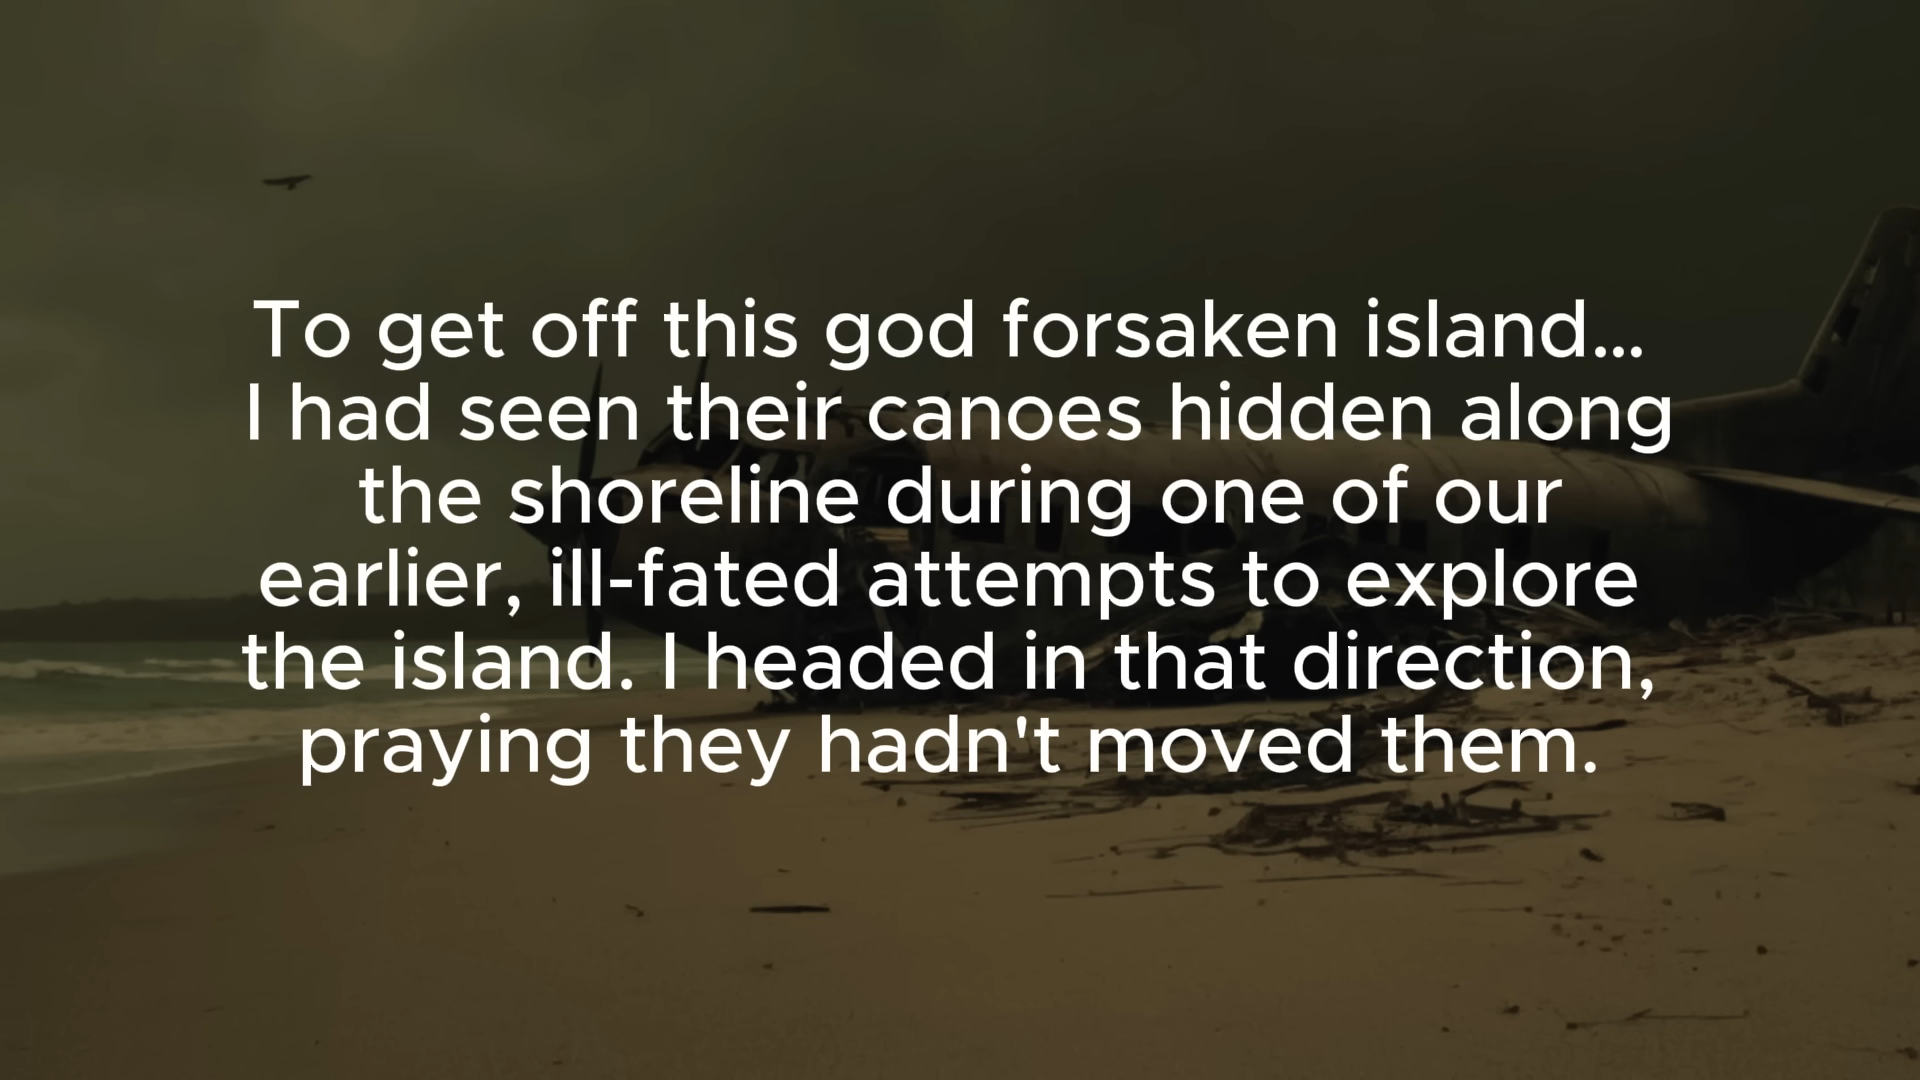 To get off this god forsaken island...
I had seen their canoes hidden along
the shoreline during one of our
earlier, ill-fated attempts to explore
the island. I headed in that direction,
praying they hadn't moved them.